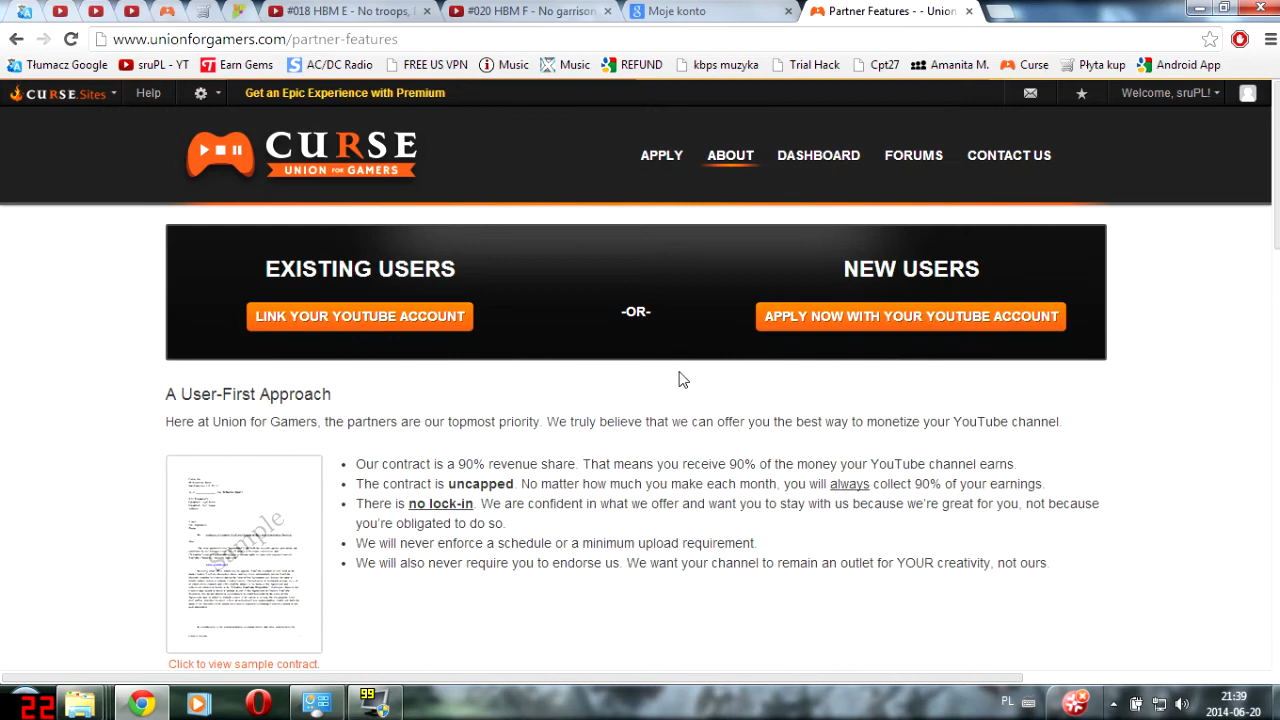 #018 HBM E - No troops,
#020 HBM F - No garrison
Moje konto
Partner Features - - Union
www.unionforgamers.com/partner-features
Tłumacz Google
sruPL - YT
Earn Gems
AC/DC Radio
FREE US VPN
Music
Music
REFUND
kbps muzyka
Trial Hack
Cpt27
Amanita M.
Curse
Płyta kup
Android App
CURSE.Sites
Help
Get an Epic Experience with Premium
Welcome, sruPL!
CURSE
UNION FOR GAMERS
APPLY
ABOUT
DASHBOARD
FORUMS
CONTACT US
EXISTING USERS
LINK YOUR YOUTUBE ACCOUNT
-OR-
NEW USERS
APPLY NOW WITH YOUR YOUTUBE ACCOUNT
A User-First Approach
Here at Union for Gamers, the partners are our topmost priority. We truly believe that we can offer you the best way to monetize your YouTube channel.
Our contract is a 90% revenue share. That means you receive 90% of the money your YouTube channel earns.
The contract is uncapped. No matter how much you make each month, you will always collect 90% of your earnings.
There is no lock-in. We are confident in what we offer and want you to stay with us because we're great for you, not because
you're obligated to do so.
We will never enforce a schedule or a minimum upload requirement.
We will also never require you to endorse us. We want your channel to remain an outlet for YOUR creativity, not ours.
Sample
Click to view sample contract.
22
99
PL
21:39
2014-06-20